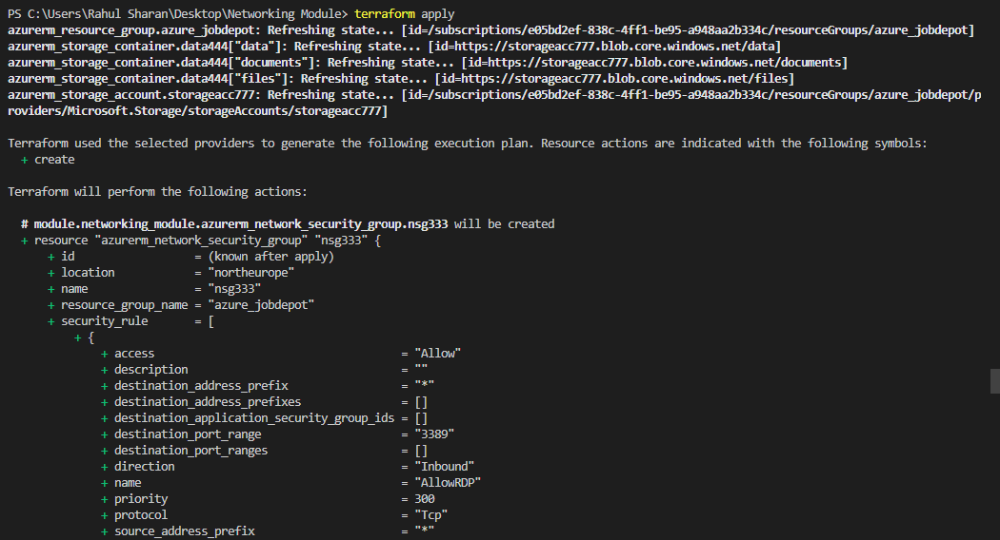 PS C:\Users\Rahul Sharan\Desktop\Networking Module> terraform apply
azurerm_resource_group.azure_jobdepot: Refreshing state... [id=/subscriptions/e05bd2ef-838c-4ff1-be95-a948aa2b334c/resourceGroups/azure_jobdepot]
azurerm_storage_container.data444["data"]: Refreshing state... [id=https://storageacc777.blob.core.windows.net/data]
azurerm_storage_container.data444["documents"]: Refreshing state... [id=https://storageacc777.blob.core.windows.net/documents]
azurerm_storage_container.data444["files"]: Refreshing state... [id=https://storageacc777.blob.core.windows.net/files]
azurerm_storage_account.storageacc777: Refreshing state... [id=/subscriptions/e05bd2ef-838c-4ff1-be95-a948aa2b334c/resourceGroups/azure_jobdepot/p
roviders/Microsoft.Storage/storageAccounts/storageacc777]
Terraform used the selected providers to generate the following execution plan. Resource actions are indicated with the following symbols:
+ create
Terraform will perform the following actions:
# module.networking_module.azurerm_network_security_group.nsg333 will be created
+ resource "azurerm_network_security_group" "nsg333" {
+ id = (known after apply)
+ location = "northeurope"
+ name = "nsg333"
+ resource_group_name = "azure_jobdepot"
+ security_rule = [
+ {
+ access = "Allow"
+ description = ""
+ destination_address_prefix = "*"
+ destination_address_prefixes = []
+ destination_application_security_group_ids = []
+ destination_port_range = "3389"
+ destination_port_ranges = []
+ direction = "Inbound"
+ name = "AllowRDP"
+ priority = 300
+ protocol = "Tcp"
+ source_address_prefix = "*"